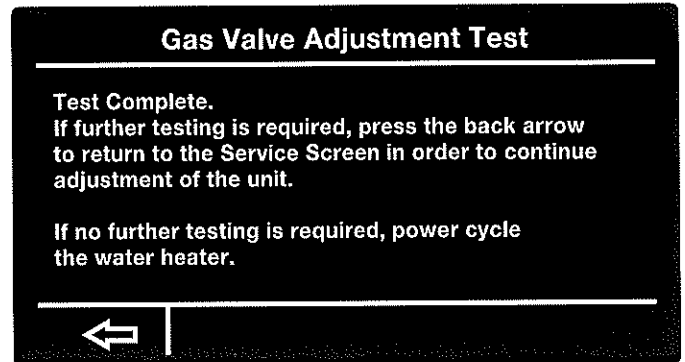 Gas Valve Adjustment Test
Test Complete.
If further testing is required, press the back arrow
to return to the Service Screen in order to continue
adjustment of the unit.
If no further testing is required, power cycle
the water heater.